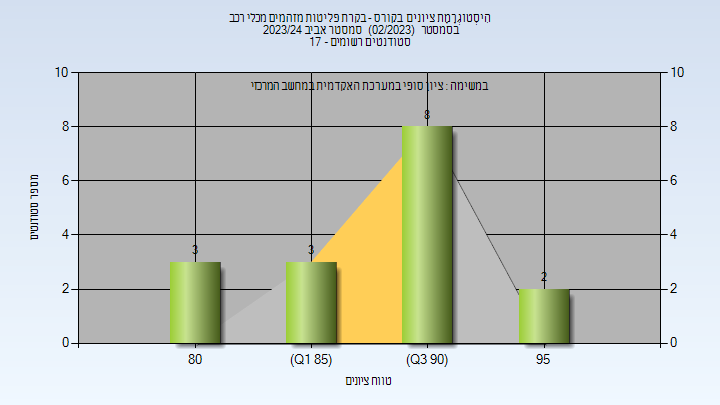 היסטוגרמת ציונים בקורס - בקרת פליטות מזהמים מכלי רכב
בסמסטר (02/2023) סמסטר אביב 2023/24
סטודנטים רשומים - 17
במשימה : ציון סופי במערכת האקדמית במחשב המרכזי
10 10
8 8 8
6 6
4 4
3 3
2 2 2
0 0
80 (Q1 85) (Q3 90) 95
מספר סטודנטים
טווח ציונים